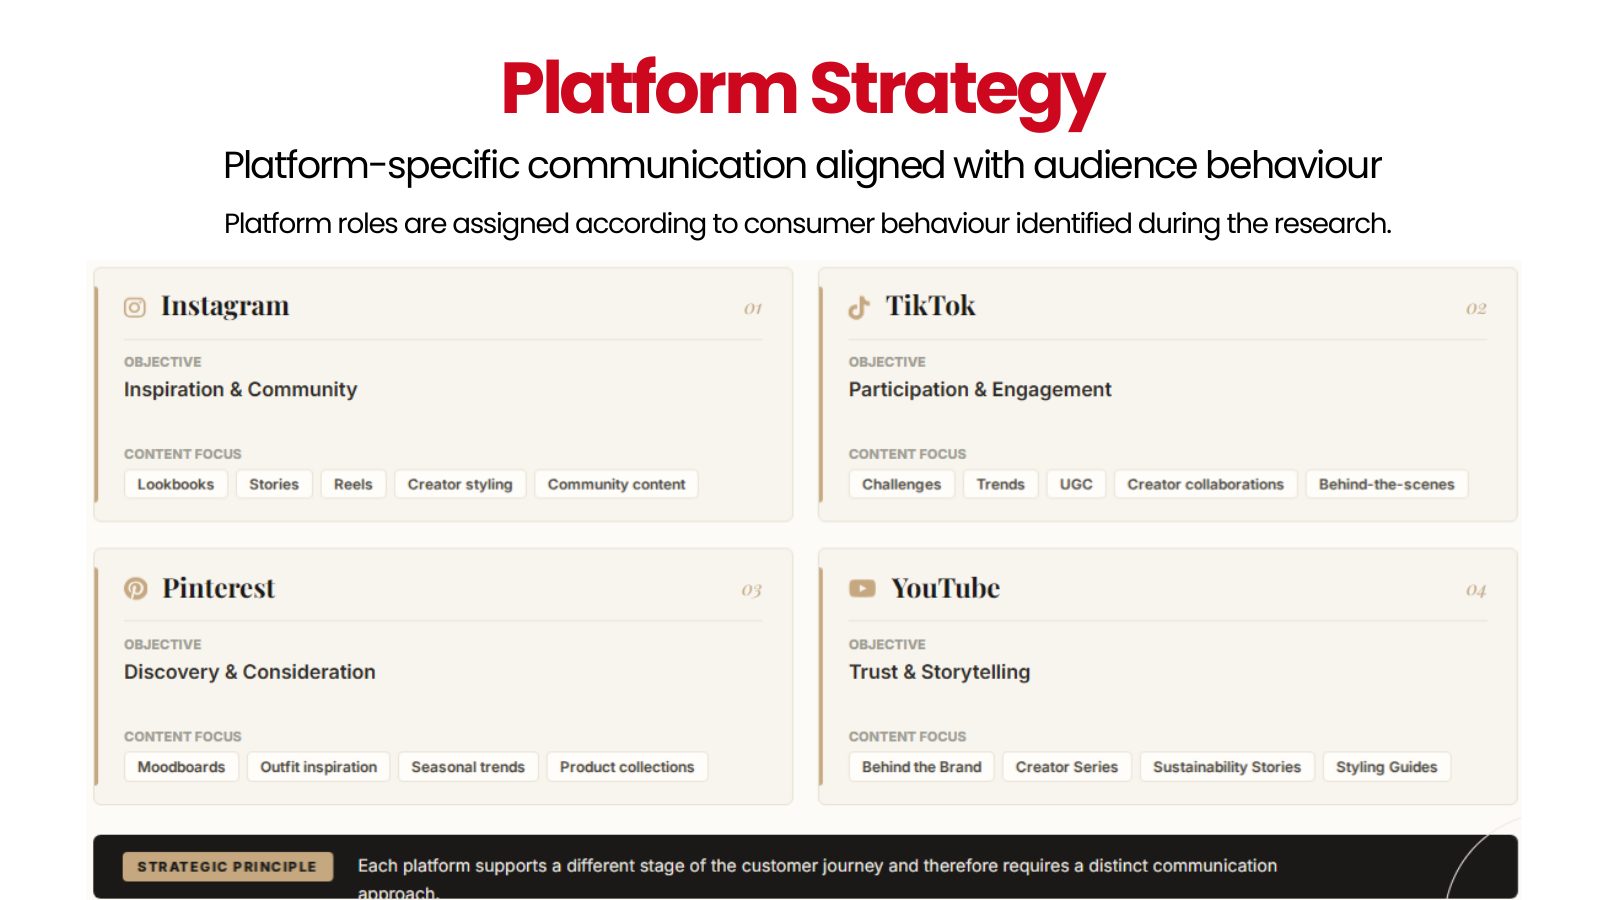 Platform Strategy
Platform-specific communication aligned with audience behaviour
Platform roles are assigned according to consumer behaviour identified during the research.
Instagram
01
OBJECTIVE
Inspiration & Community
CONTENT FOCUS
Lookbooks
Stories
Reels
Creator styling
Community content
TikTok
02
OBJECTIVE
Participation & Engagement
CONTENT FOCUS
Challenges
Trends
UGC
Creator collaborations
Behind-the-scenes
Pinterest
03
OBJECTIVE
Discovery & Consideration
CONTENT FOCUS
Moodboards
Outfit inspiration
Seasonal trends
Product collections
YouTube
04
OBJECTIVE
Trust & Storytelling
CONTENT FOCUS
Behind the Brand
Creator Series
Sustainability Stories
Styling Guides
STRATEGIC PRINCIPLE
Each platform supports a different stage of the customer journey and therefore requires a distinct communication
approach.